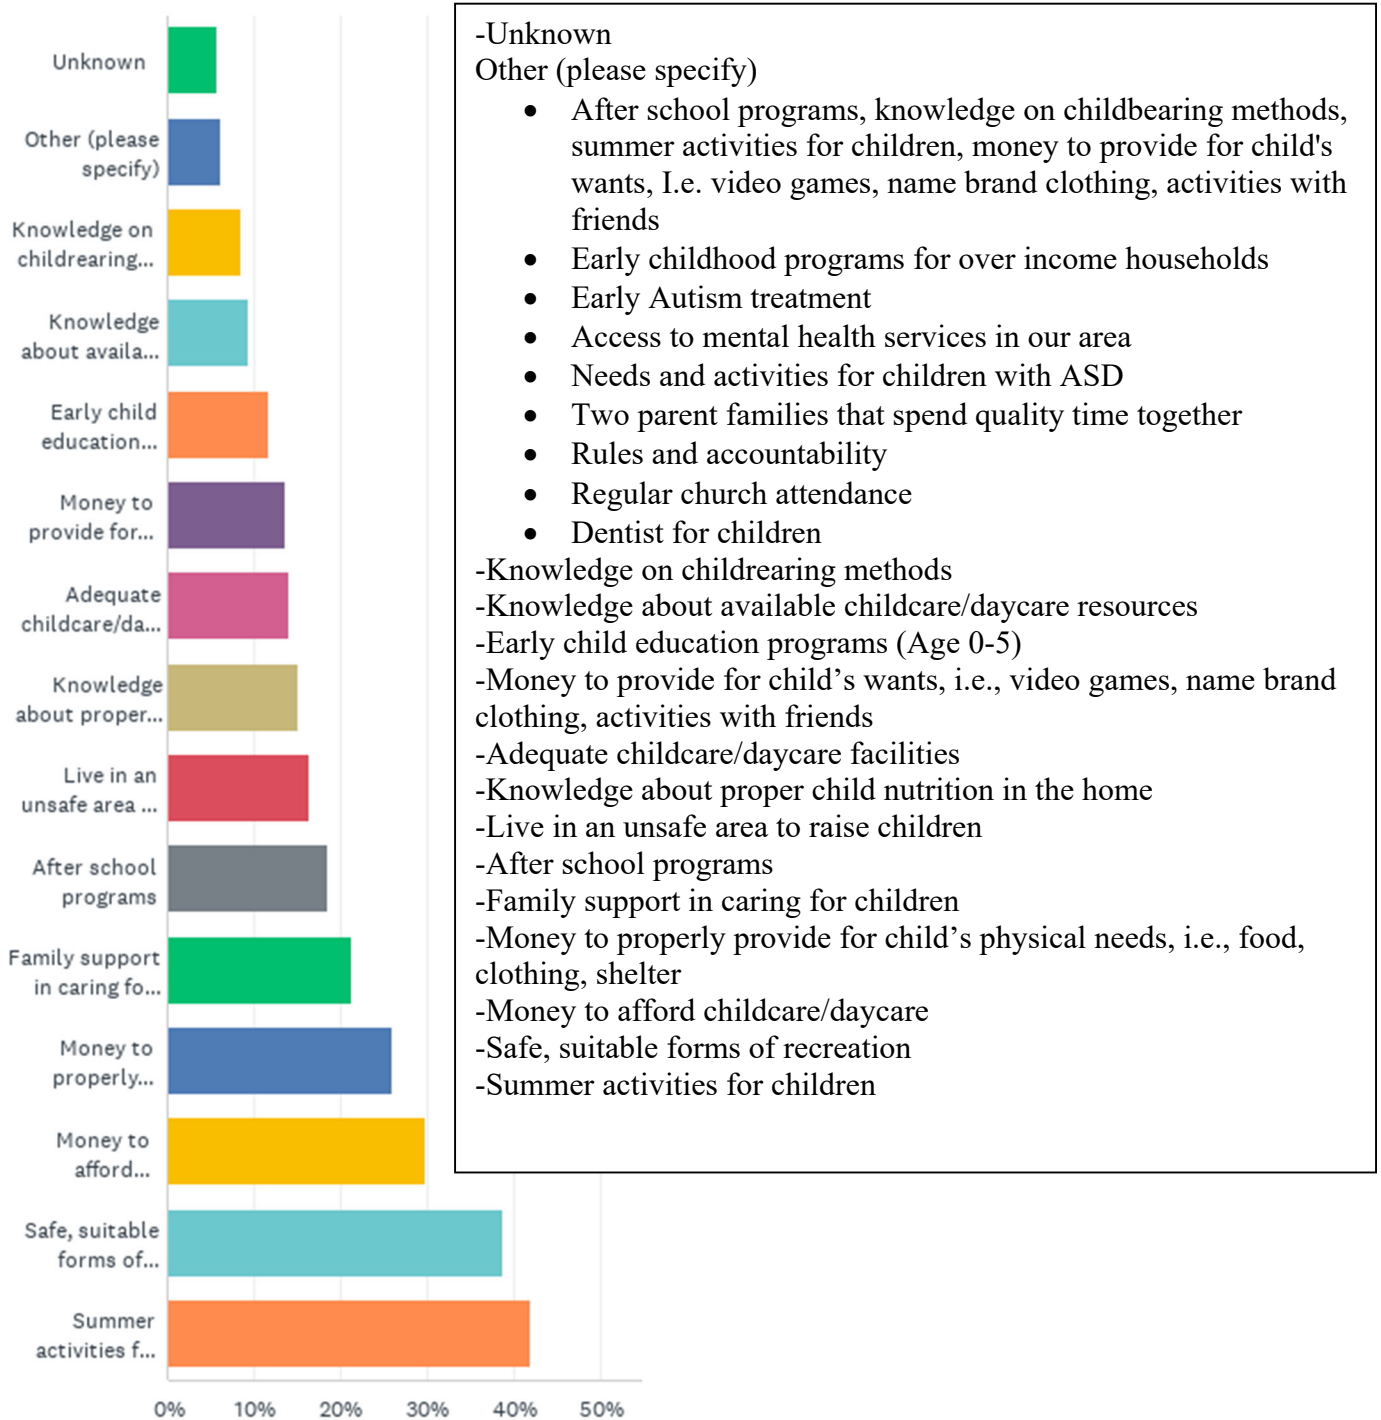 Unknown
Other (please
specify)
Knowledge on
childrearing...
Knowledge
about availa...
Early child
education...
Money to
provide for...
Adequate
childcare/da...
Knowledge
about proper...
Live in an
unsafe area ...
After school
programs
Family support
in caring fo...
Money to
properly...
Money to
afford...
Safe, suitable
forms of...
Summer
activities f...
0% 10% 20% 30% 40% 50%
-Unknown
Other (please specify)
• After school programs, knowledge on childbearing methods,
summer activities for children, money to provide for child's
wants, I.e. video games, name brand clothing, activities with
friends
• Early childhood programs for over income households
• Early Autism treatment
• Access to mental health services in our area
• Needs and activities for children with ASD
• Two parent families that spend quality time together
• Rules and accountability
• Regular church attendance
• Dentist for children
-Knowledge on childrearing methods
-Knowledge about available childcare/daycare resources
-Early child education programs (Age 0-5)
-Money to provide for child’s wants, i.e., video games, name brand
clothing, activities with friends
-Adequate childcare/daycare facilities
-Knowledge about proper child nutrition in the home
-Live in an unsafe area to raise children
-After school programs
-Family support in caring for children
-Money to properly provide for child’s physical needs, i.e., food,
clothing, shelter
-Money to afford childcare/daycare
-Safe, suitable forms of recreation
-Summer activities for children